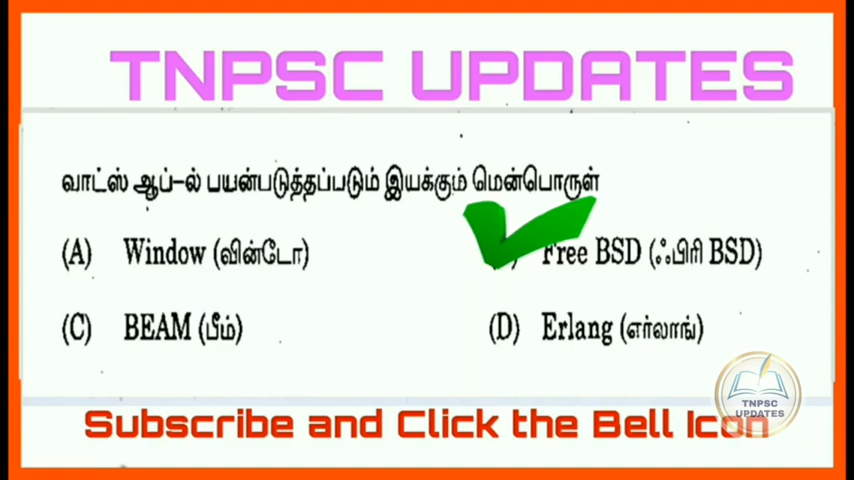 TNPSC UPDATES
வாட்ஸ் ஆப்-ல் பயன்படுத்தப்படும் இயக்கும் மென்பொருள்
(A) Window (விண்டோ) Free BSD (ஃபிரி BSD)
(C) BEAM (பீம்) (D) Erlang (எர்லாங்)
TNPSC
UPDATES
Subscribe and Click the Bell Icon